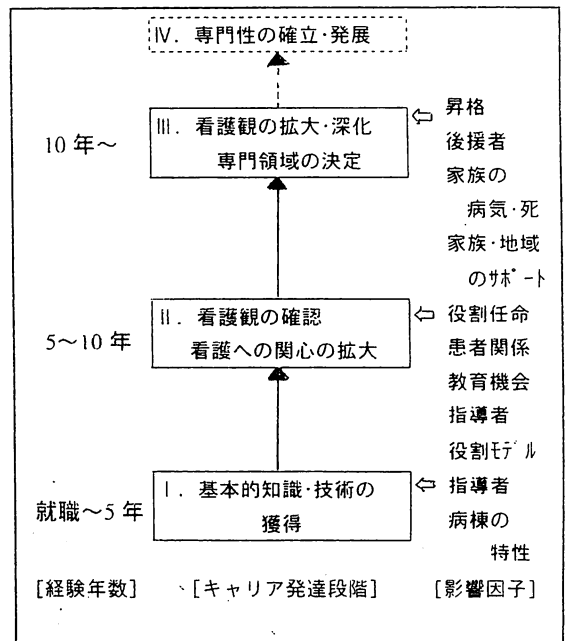 Ⅳ. 専門性の確立・発展
10年～
Ⅲ. 看護観の拡大・深化
専門領域の決定
⇦ 昇格
後援者
家族の
病気・死
家族・地域
のｻﾎﾟｰﾄ
5～10年
Ⅱ. 看護観の確認
看護への関心の拡大
⇦ 役割任命
患者関係
教育機会
指導者
役割ﾓﾃﾞﾙ
就職～5年
Ⅰ. 基本的知識・技術の
獲得
⇦ 指導者
病棟の
特性
[経験年数]
[キャリア発達段階]
[影響因子]